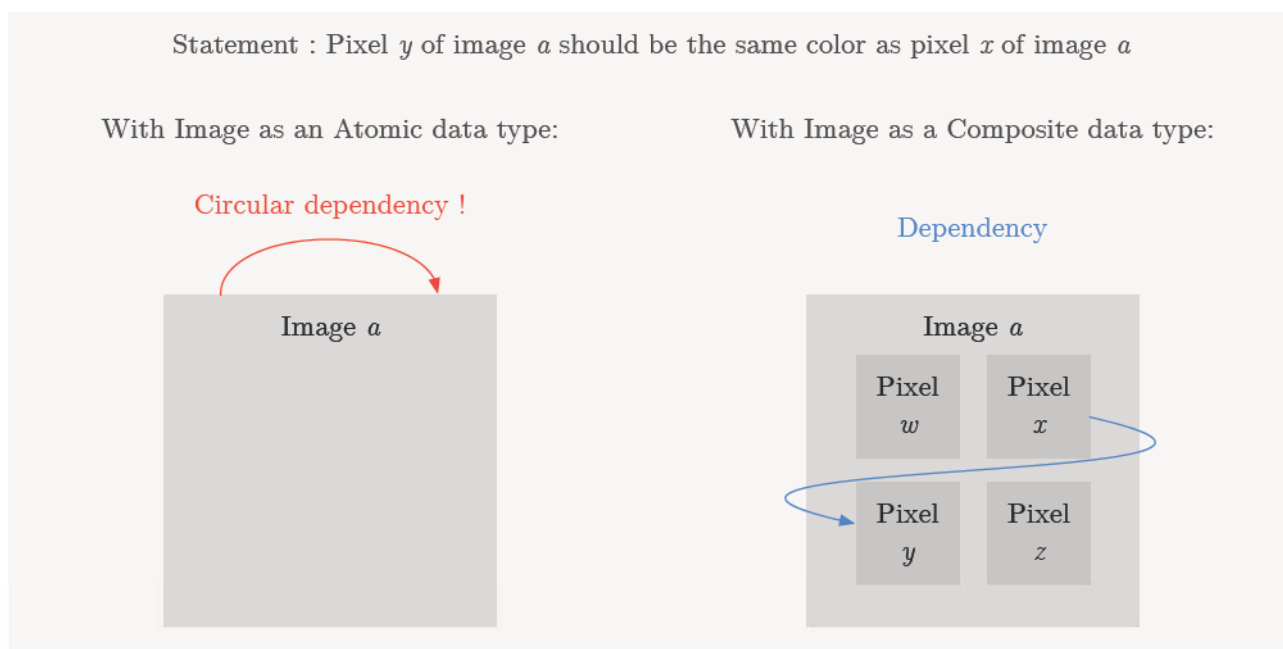 Statement : Pixel y of image a should be the same color as pixel x of image a
With Image as an Atomic data type:
Circular dependency !
Image a
With Image as a Composite data type:
Dependency
Image a
Pixel
w
Pixel
x
Pixel
y
Pixel
z